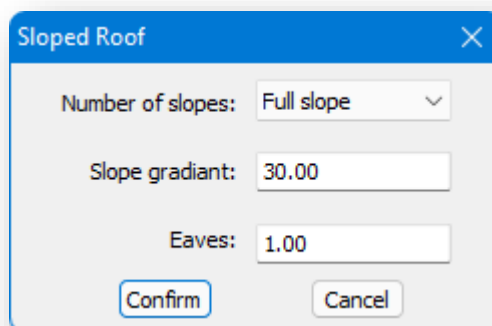 Sloped Roof
Number of slopes: Full slope
Slope gradiant: 30.00
Eaves: 1.00
Confirm Cancel